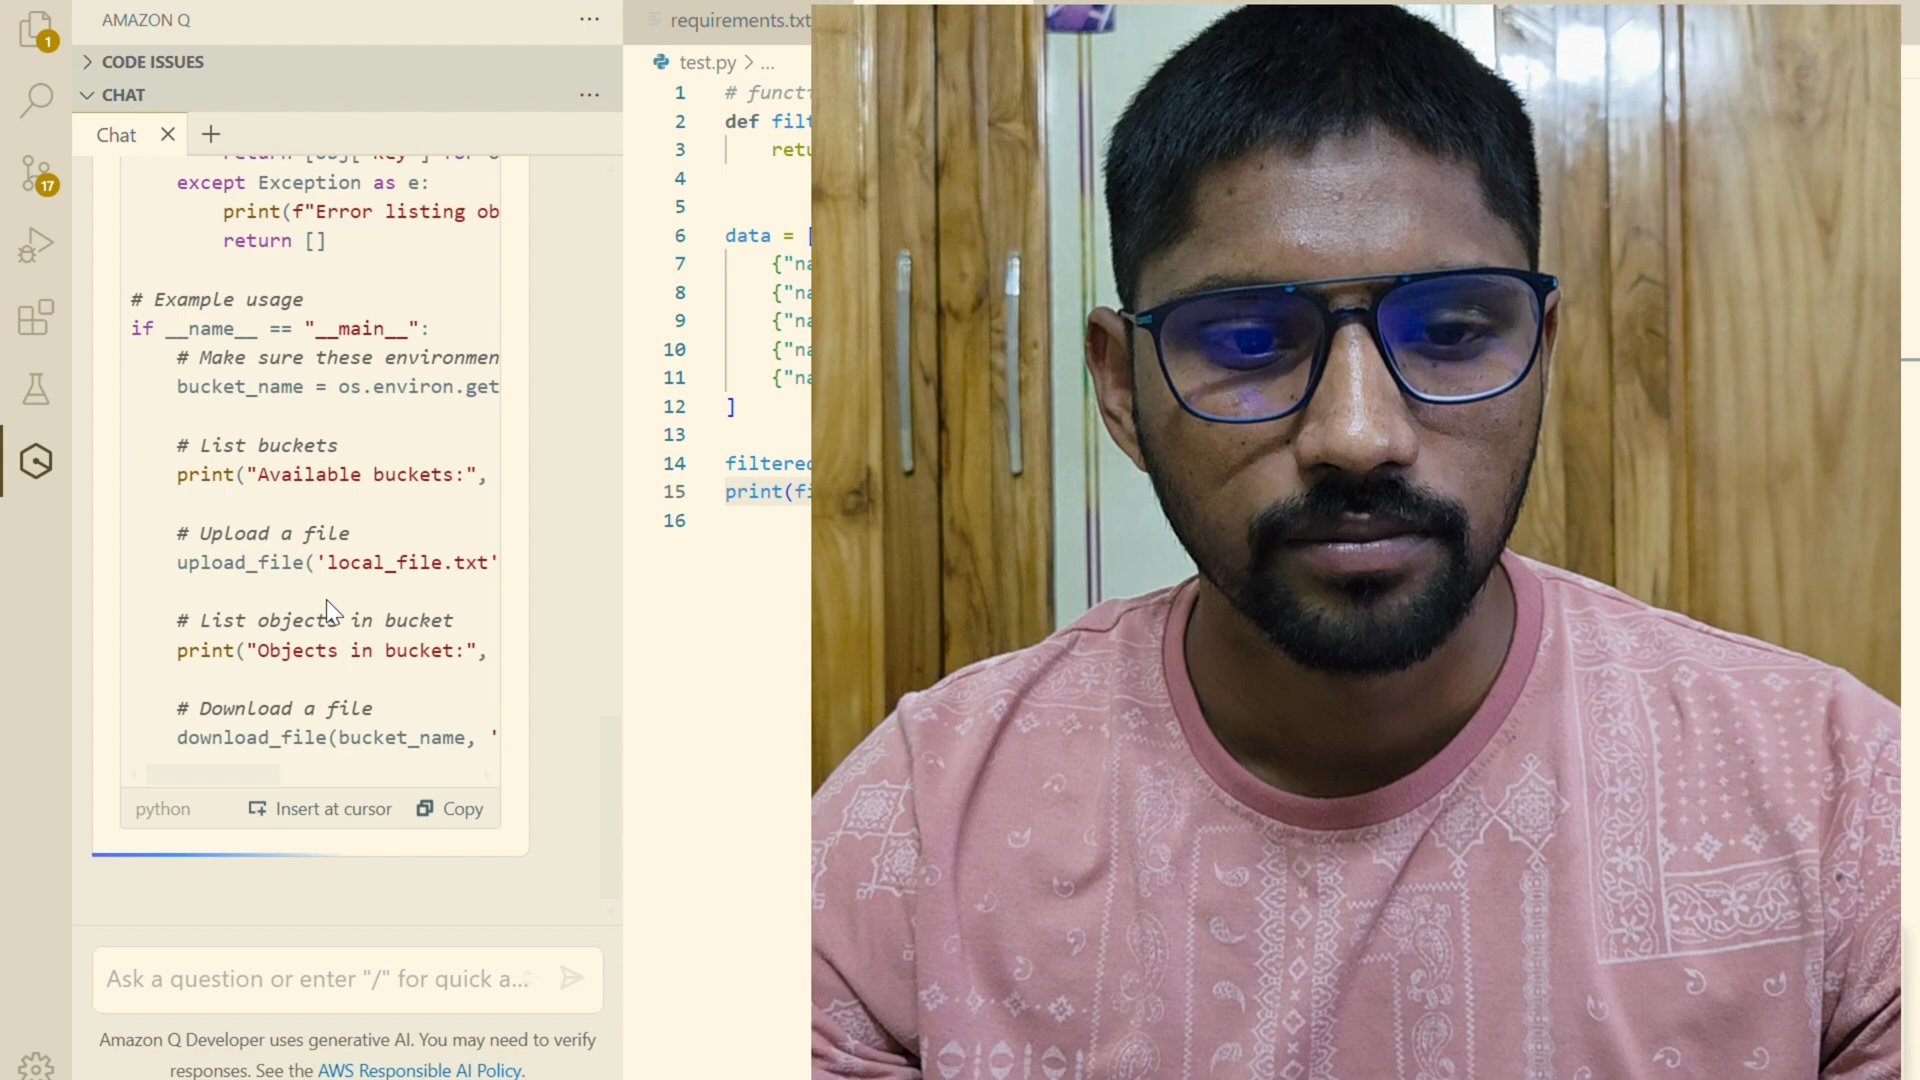 1
17
AMAZON Q
CODE ISSUES
CHAT
Chat
except Exception as e:
print(f"Error listing ob
return []
# Example usage
if __name__ == "__main__":
# Make sure these environmen
bucket_name = os.environ.get
# List buckets
print("Available buckets:",
# Upload a file
upload_file('local_file.txt'
# List objects in bucket
print("Objects in bucket:",
# Download a file
download_file(bucket_name, '
python Insert at cursor Copy
Ask a question or enter "/" for quick a...
Amazon Q Developer uses generative AI. You may need to verify
responses. See the AWS Responsible AI Policy.
requirements.txt
test.py > ...
1 # funct
2 def filt
3 retu
4
5
6 data = [
7 {"na
8 {"na
9 {"na
10 {"na
11 {"na
12 ]
13
14 filtered
15 print(fi
16